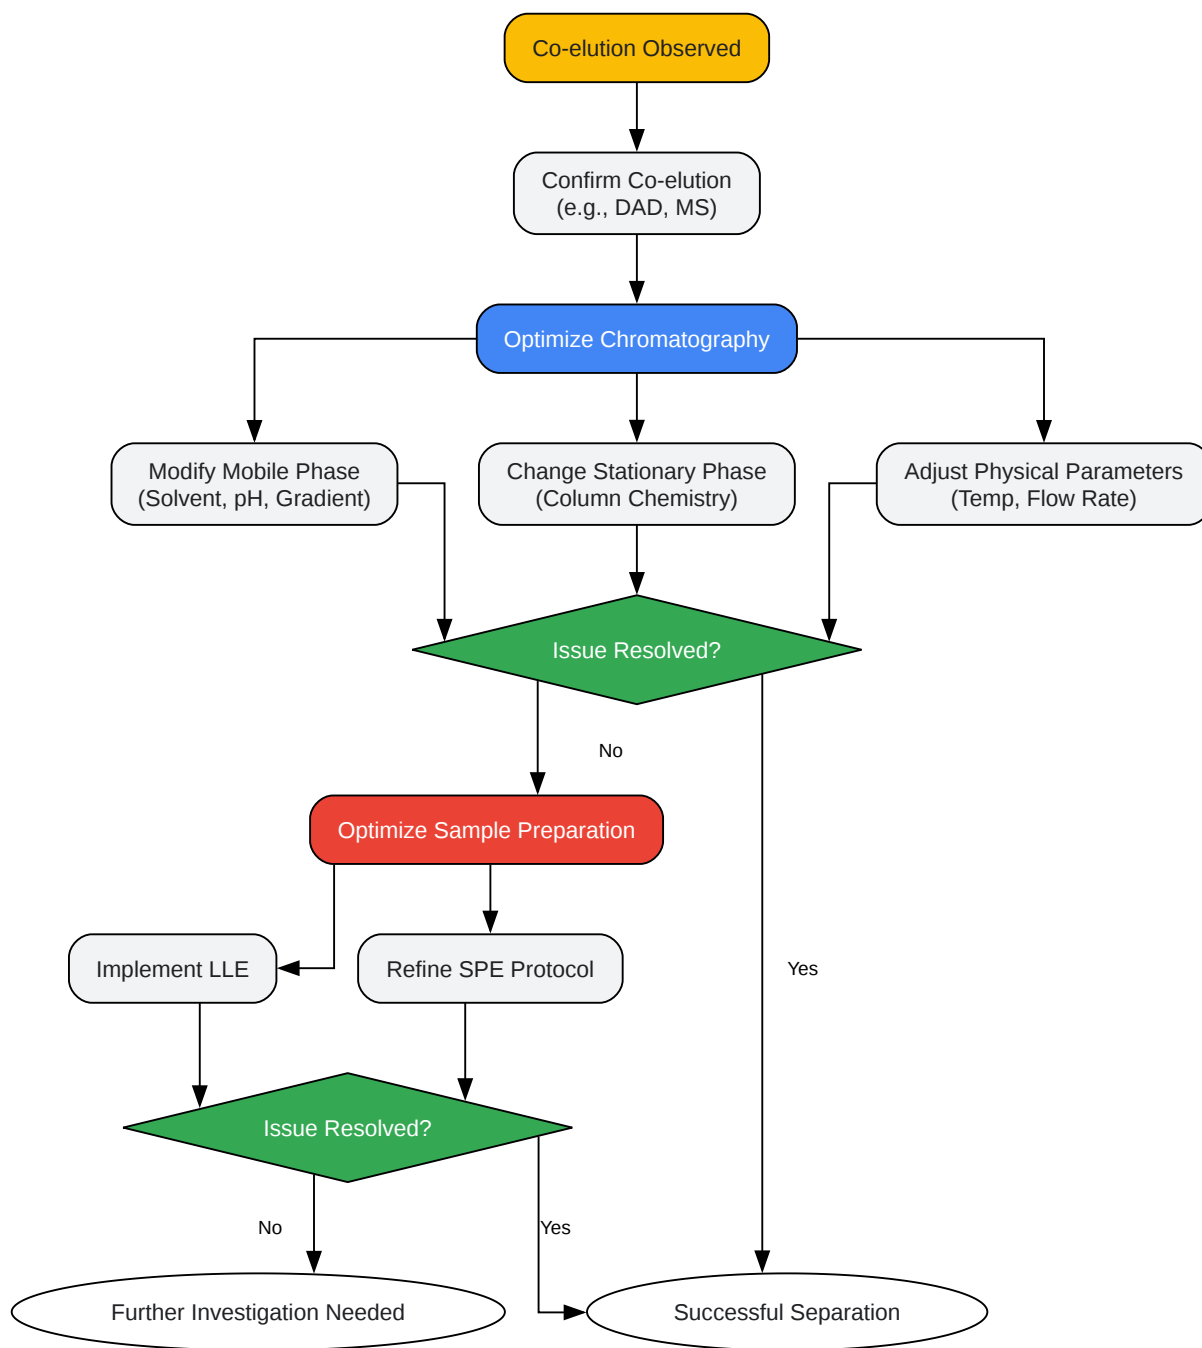 Co-elution Observed
Confirm Co-elution
(e.g., DAD, MS)
Optimize Chromatography
Modify Mobile Phase
(Solvent, pH, Gradient)
Change Stationary Phase
(Column Chemistry)
Adjust Physical Parameters
(Temp, Flow Rate)
Issue Resolved?
No
Optimize Sample Preparation
Implement LLE
Refine SPE Protocol
Yes
Issue Resolved?
No
Yes
Further Investigation Needed
Successful Separation